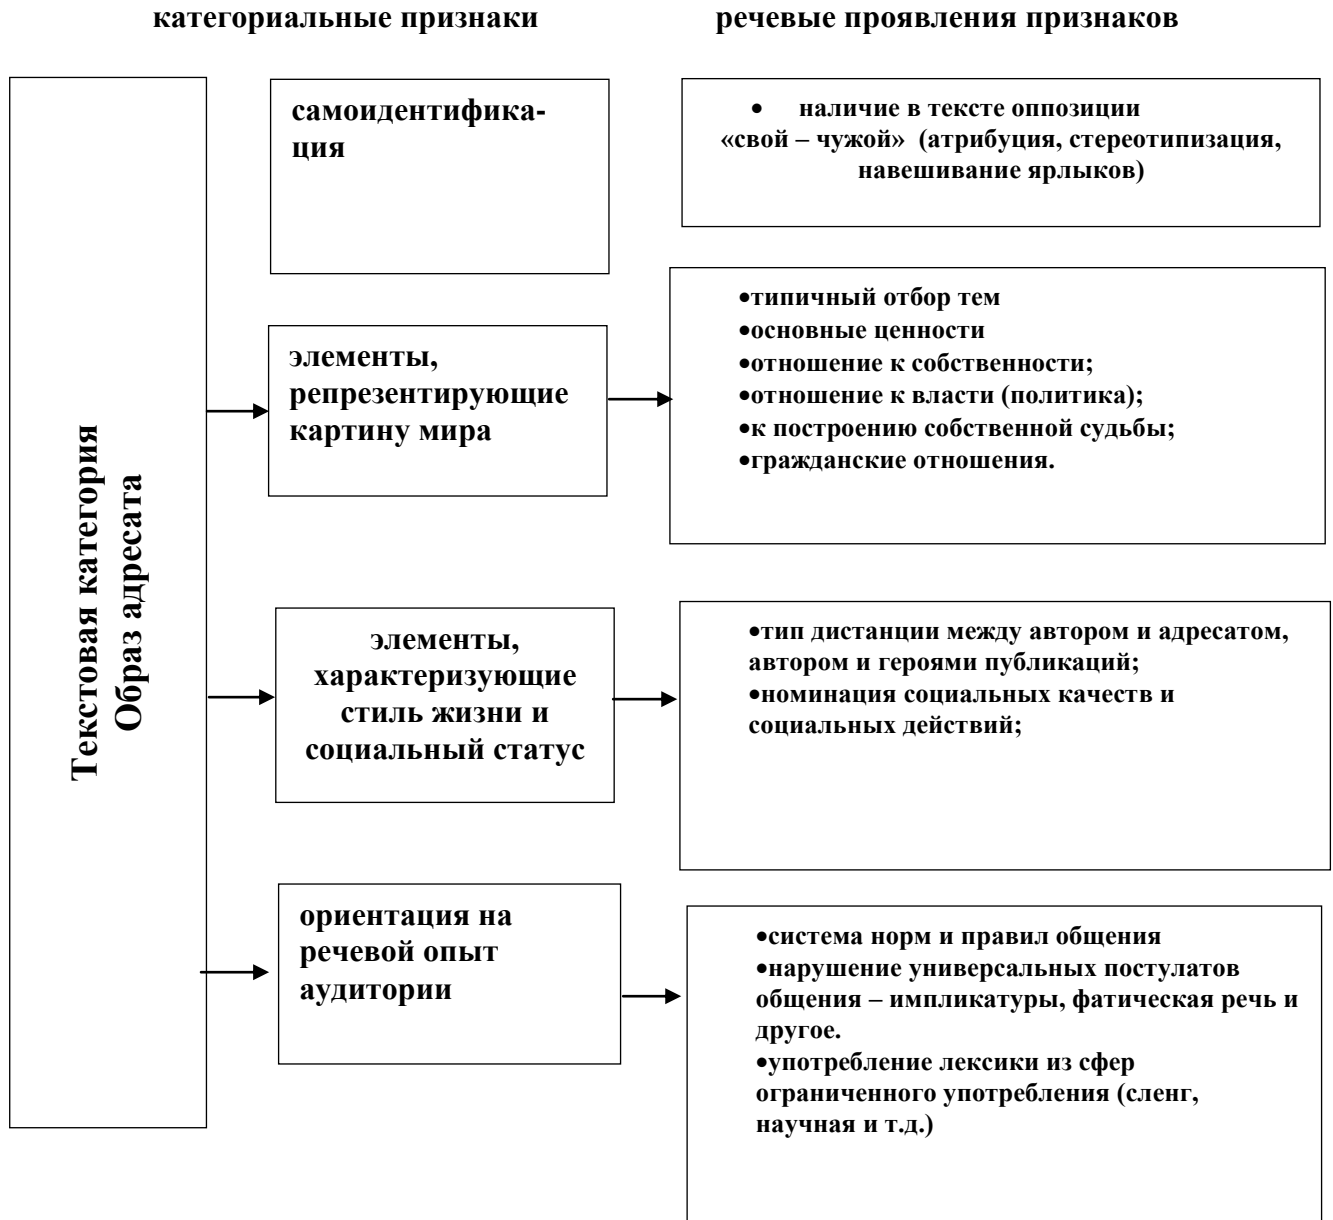 категориальные признаки речевые проявления признаков
Текстовая категория
Образ адресата
самоидентифика-
ция
• наличие в тексте оппозиции
«свой – чужой» (атрибуция, стереотипизация,
навешивание ярлыков)
элементы,
репрезентирующие
картину мира
•типичный отбор тем
•основные ценности
•отношение к собственности;
•отношение к власти (политика);
•к построению собственной судьбы;
•гражданские отношения.
элементы,
характеризующие
стиль жизни и
социальный статус
•тип дистанции между автором и адресатом,
автором и героями публикаций;
•номинация социальных качеств и
социальных действий;
ориентация на
речевой опыт
аудитории
•система норм и правил общения
•нарушение универсальных постулатов
общения – импликатуры, фатическая речь и
другое.
•употребление лексики из сфер
ограниченного употребления (сленг,
научная и т.д.)